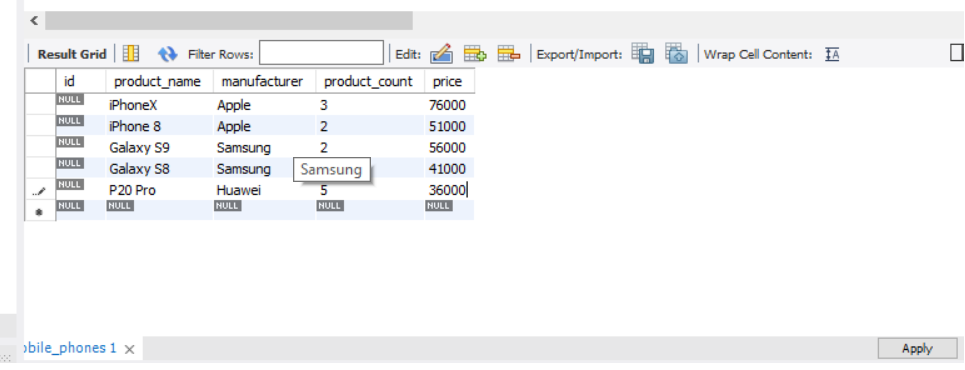 Result Grid Filter Rows: Edit: Export/Import: Wrap Cell Content: IA
id product_name manufacturer product_count price
NULL iPhoneX Apple 3 76000
NULL iPhone 8 Apple 2 51000
NULL Galaxy S9 Samsung 2 56000
NULL Galaxy S8 Samsung Samsung 41000
NULL P20 Pro Huawei 5 36000
NULL NULL NULL NULL NULL
obile_phones 1 Apply